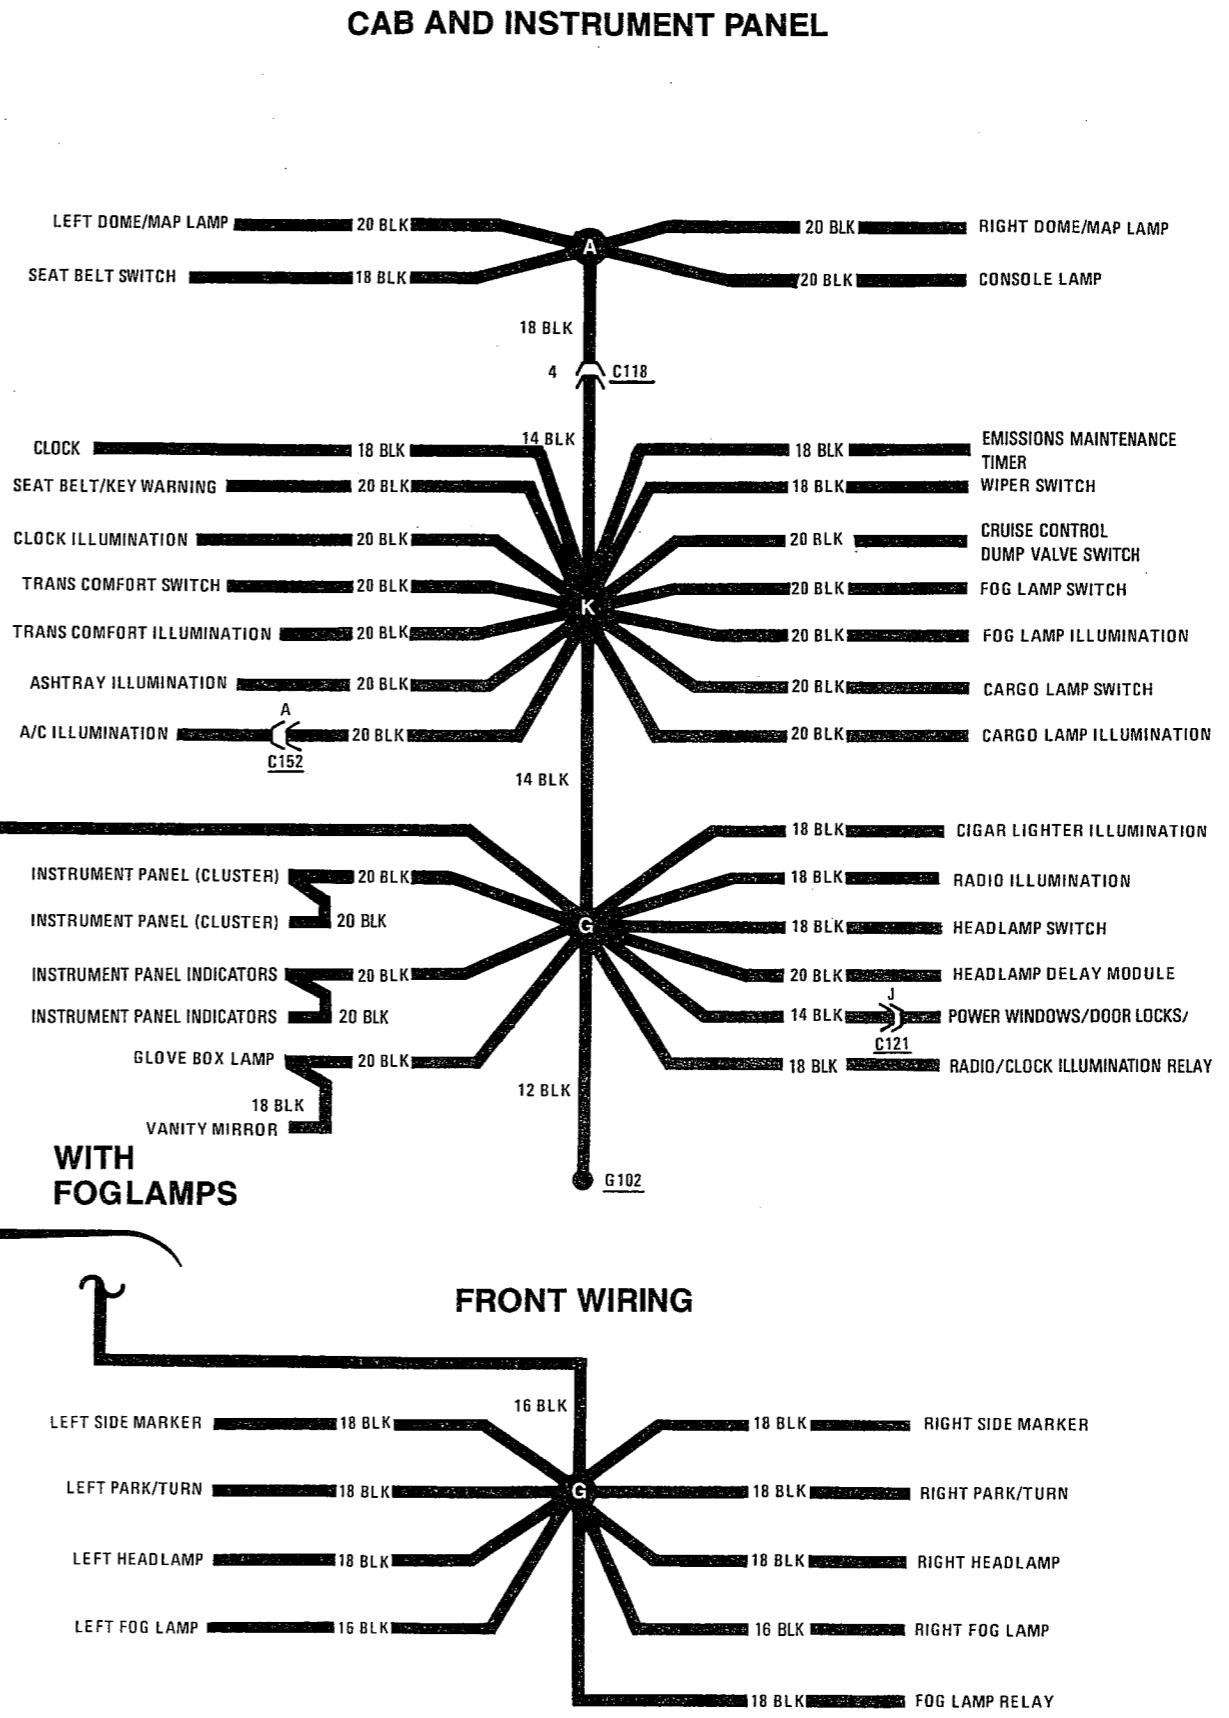 CAB AND INSTRUMENT PANEL
LEFT DOME/MAP LAMP 20 BLK A 20 BLK RIGHT DOME/MAP LAMP
SEAT BELT SWITCH 18 BLK 20 BLK CONSOLE LAMP
18 BLK
4 C118
14 BLK
CLOCK 18 BLK 18 BLK EMISSIONS MAINTENANCE
TIMER
SEAT BELT/KEY WARNING 20 BLK 18 BLK WIPER SWITCH
CLOCK ILLUMINATION 20 BLK 20 BLK CRUISE CONTROL
DUMP VALVE SWITCH
TRANS COMFORT SWITCH 20 BLK K 20 BLK FOG LAMP SWITCH
TRANS COMFORT ILLUMINATION 20 BLK 20 BLK FOG LAMP ILLUMINATION
ASHTRAY ILLUMINATION 20 BLK 20 BLK CARGO LAMP SWITCH
A
A/C ILLUMINATION 20 BLK 20 BLK CARGO LAMP ILLUMINATION
C152
14 BLK
18 BLK CIGAR LIGHTER ILLUMINATION
INSTRUMENT PANEL (CLUSTER) 20 BLK 18 BLK RADIO ILLUMINATION
INSTRUMENT PANEL (CLUSTER) 20 BLK G 18 BLK HEADLAMP SWITCH
INSTRUMENT PANEL INDICATORS 20 BLK 20 BLK HEADLAMP DELAY MODULE
J
INSTRUMENT PANEL INDICATORS 20 BLK 14 BLK POWER WINDOWS/DOOR LOCKS/
C121
GLOVE BOX LAMP 20 BLK 18 BLK RADIO/CLOCK ILLUMINATION RELAY
12 BLK
18 BLK
VANITY MIRROR
WITH
FOGLAMPS
G102
FRONT WIRING
16 BLK
LEFT SIDE MARKER 18 BLK 18 BLK RIGHT SIDE MARKER
LEFT PARK/TURN 18 BLK G 18 BLK RIGHT PARK/TURN
LEFT HEADLAMP 18 BLK 18 BLK RIGHT HEADLAMP
LEFT FOG LAMP 16 BLK 16 BLK RIGHT FOG LAMP
18 BLK FOG LAMP RELAY